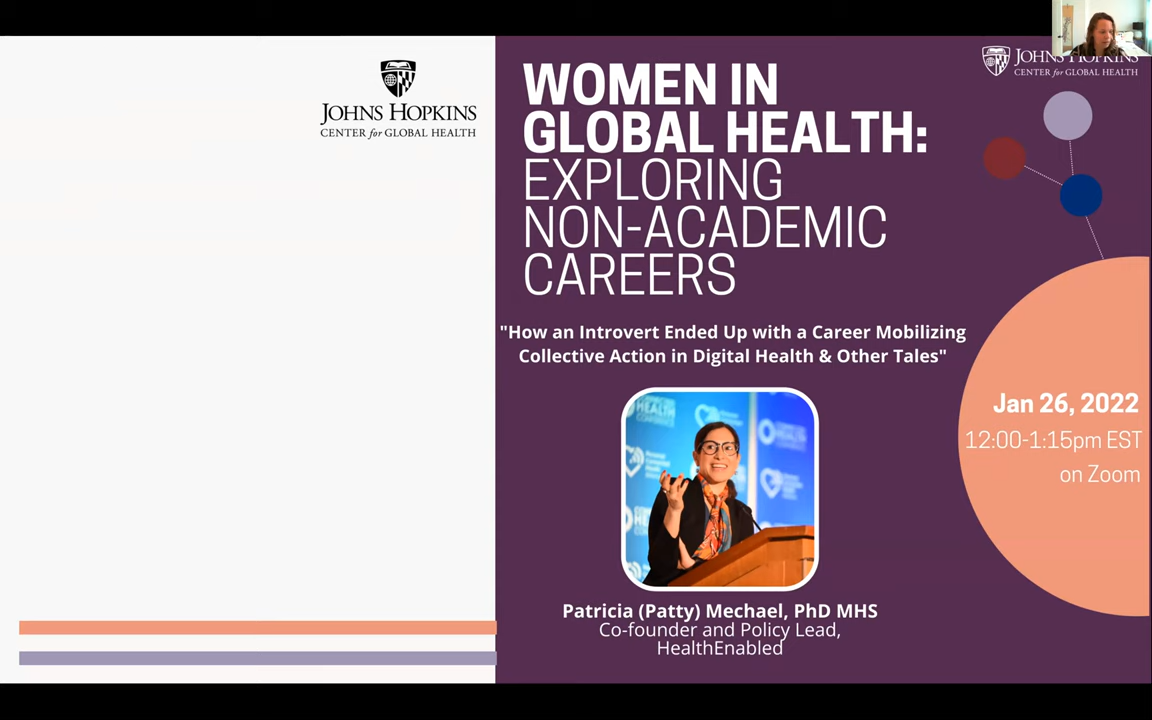 JOHNS HOPKINS
CENTER for GLOBAL HEALTH
JOHNS HOPKINS
CENTER for GLOBAL HEALTH
WOMEN IN
GLOBAL HEALTH:
EXPLORING
NON-ACADEMIC
CAREERS
"How an Introvert Ended Up with a Career Mobilizing
Collective Action in Digital Health & Other Tales"
Jan 26, 2022
12:00-1:15pm EST
on Zoom
HEALTH
Patricia (Patty) Mechael, PhD MHS
Co-founder and Policy Lead,
HealthEnabled